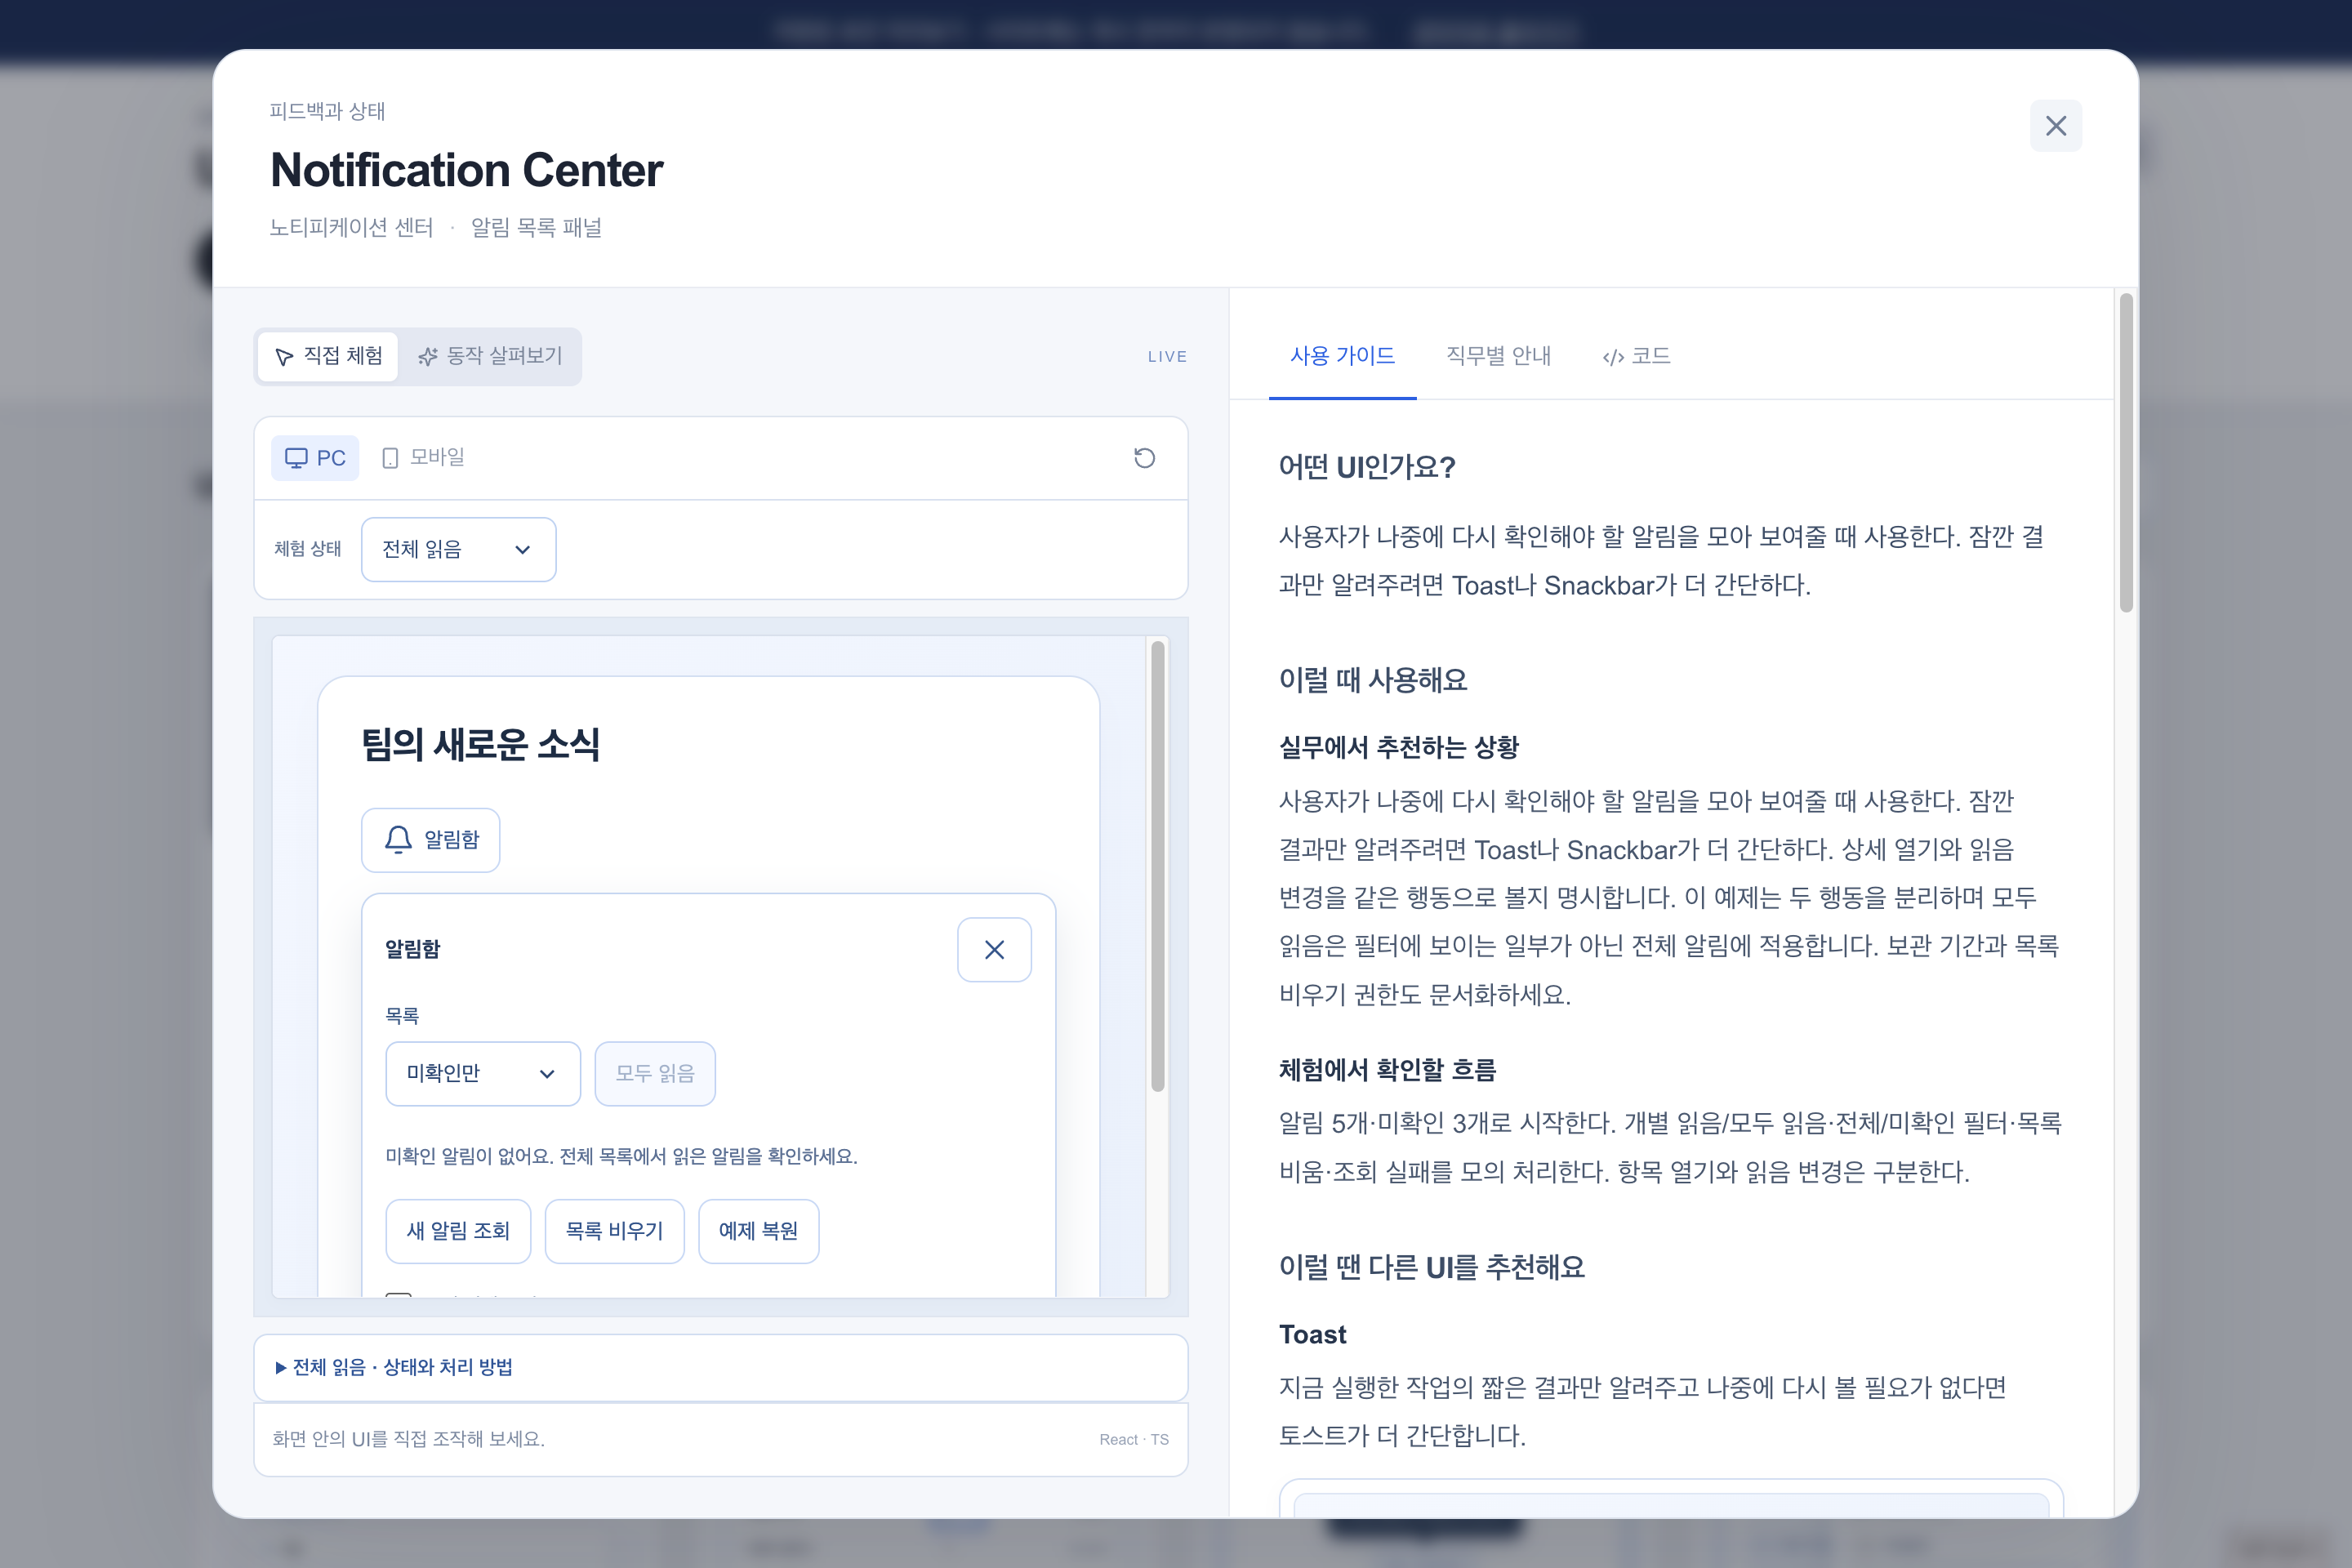 피드백과 상태
Notification Center
노티피케이션 센터 · 알림 목록 패널
직접 체험
동작 살펴보기
LIVE
PC
모바일
체험 상태
전체 읽음
팀의 새로운 소식
알림함
알림함
목록
미확인만
모두 읽음
미확인 알림이 없어요. 전체 목록에서 읽은 알림을 확인하세요.
새 알림 조회
목록 비우기
예제 복원
▶ 전체 읽음 · 상태와 처리 방법
화면 안의 UI를 직접 조작해 보세요.
React · TS
사용 가이드
직무별 안내
</> 코드
어떤 UI인가요?
사용자가 나중에 다시 확인해야 할 알림을 모아 보여줄 때 사용한다. 잠깐 결
과만 알려주려면 Toast나 Snackbar가 더 간단하다.
이럴 때 사용해요
실무에서 추천하는 상황
사용자가 나중에 다시 확인해야 할 알림을 모아 보여줄 때 사용한다. 잠깐
결과만 알려주려면 Toast나 Snackbar가 더 간단하다. 상세 열기와 읽음
변경을 같은 행동으로 볼지 명시합니다. 이 예제는 두 행동을 분리하며 모두
읽음은 필터에 보이는 일부가 아닌 전체 알림에 적용합니다. 보관 기간과 목록
비우기 권한도 문서화하세요.
체험에서 확인할 흐름
알림 5개·미확인 3개로 시작한다. 개별 읽음/모두 읽음·전체/미확인 필터·목록
비움·조회 실패를 모의 처리한다. 항목 열기와 읽음 변경은 구분한다.
이럴 땐 다른 UI를 추천해요
Toast
지금 실행한 작업의 짧은 결과만 알려주고 나중에 다시 볼 필요가 없다면
토스트가 더 간단합니다.